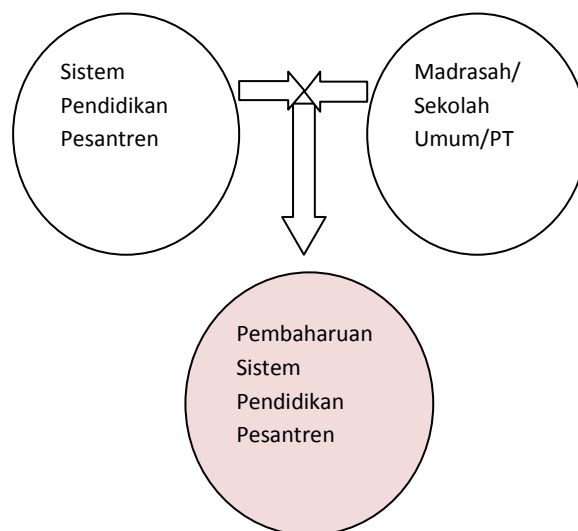 Sistem
Pendidikan
Pesantren
Madrasah/
Sekolah
Umum/PT
Pembaharuan
Sistem
Pendidikan
Pesantren